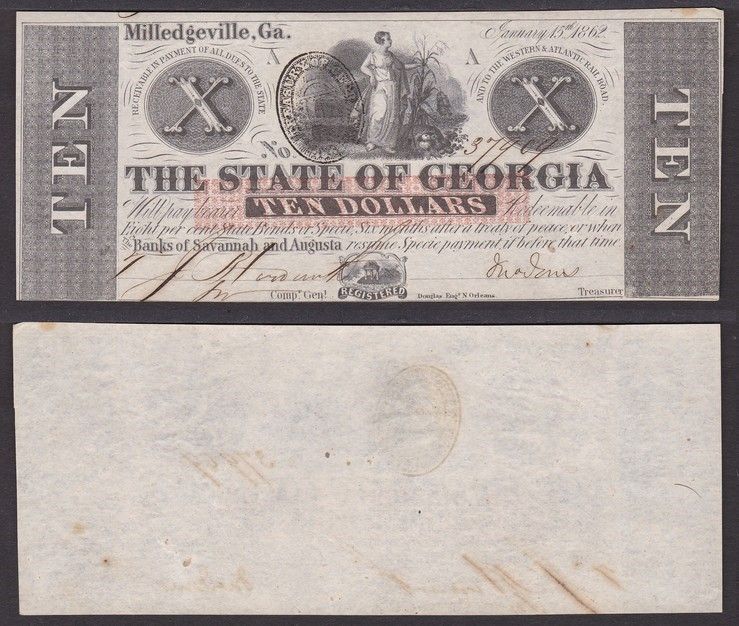 Milledgeville, Ga.
January 15th 1862
RECEIVABLE IN PAYMENT OF ALL DUES TO THE STATE
A
A
AND TO THE WESTERN & ATLANTIC RAIL ROAD.
X
X
TEN
TEN
No. 37969
THE STATE OF GEORGIA
Will pay bearer TEN DOLLARS Redeemable in
Eight per cent State Bonds or Specie, Six months after a treaty of peace, or when
the Banks of Savannah and Augusta resume Specie payment if before that time
Comp. Genl.
REGISTERED
Douglas Engr. N. Orleans.
Treasurer